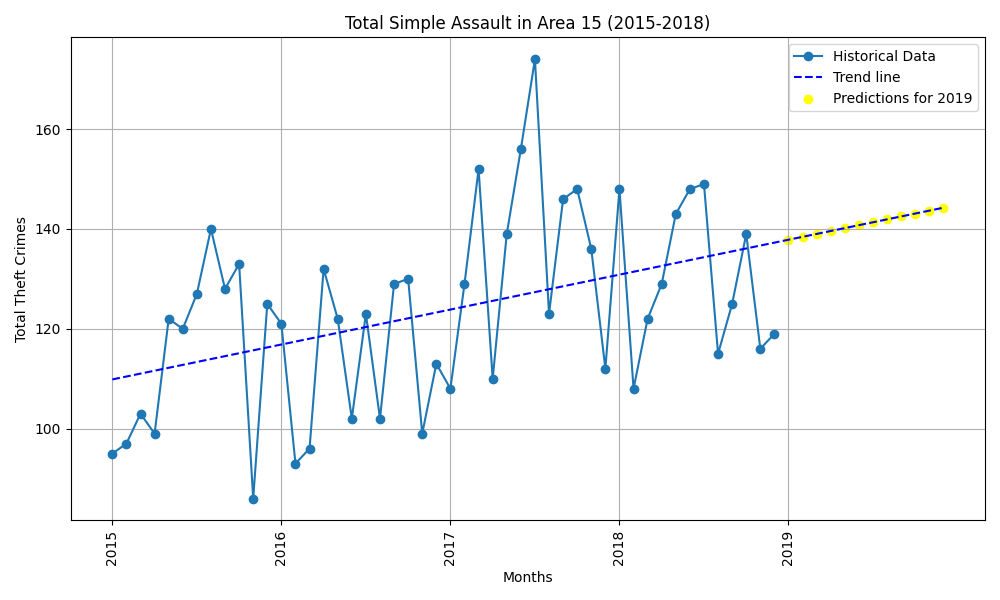 Total Simple Assault in Area 15 (2015-2018)
Historical Data
Trend line
Predictions for 2019
160
140
120
100
Total Theft Crimes
2015
2016
2017
2018
2019
Months